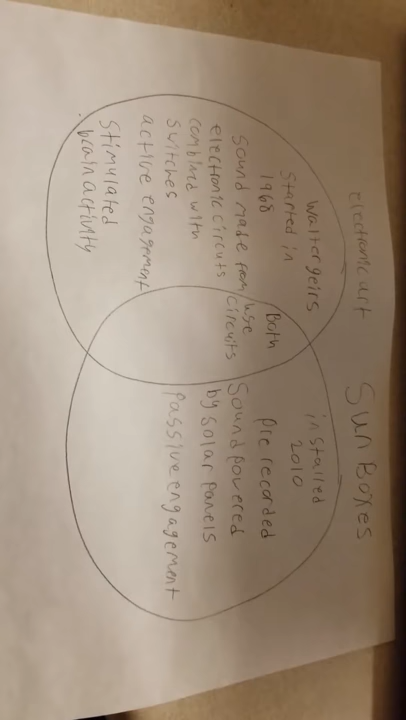 electronic art
Walter geirs
Started in
1968
Sound made from
electronic circuts
combined with
switches
active engagement
Stimulated
brain activity
Both
use
circuits
Sun Boxes
installed
2010
Pre recorded
Sound powered
by solar panels
Passive engagement